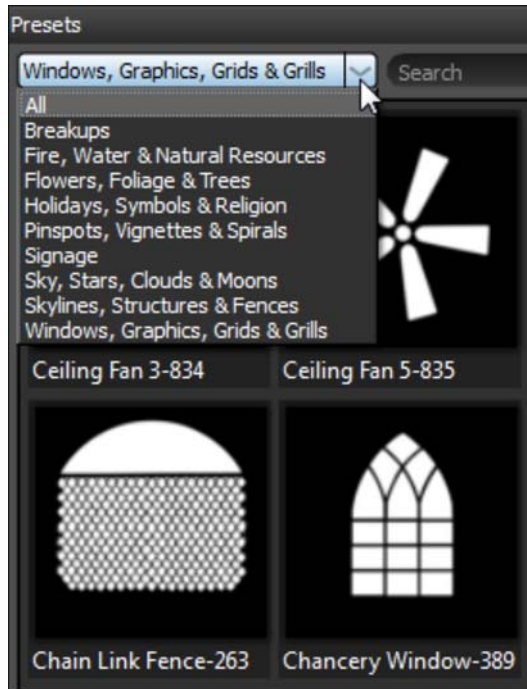 Presets
Windows, Graphics, Grids & Grills
Search
All
Breakups
Fire, Water & Natural Resources
Flowers, Foliage & Trees
Holidays, Symbols & Religion
Pinspots, Vignettes & Spirals
Signage
Sky, Stars, Clouds & Moons
Skylines, Structures & Fences
Windows, Graphics, Grids & Grills
Ceiling Fan 3-834
Ceiling Fan 5-835
Chain Link Fence-263
Chancery Window-389